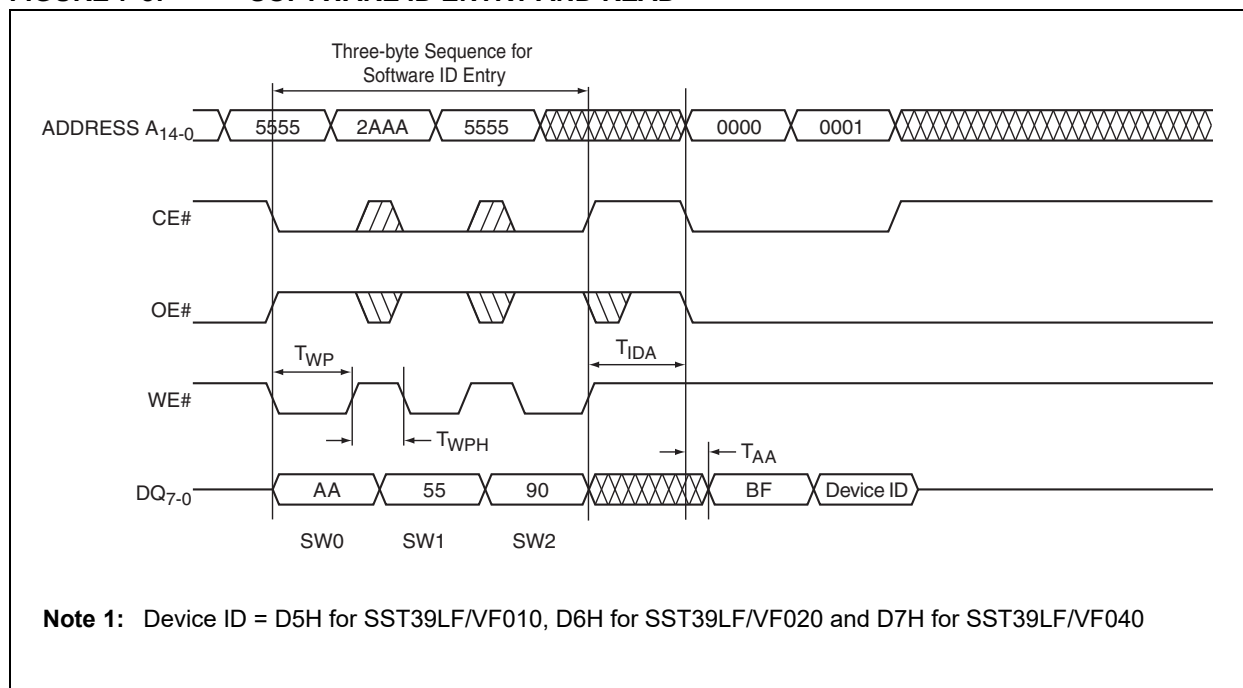 Three-byte Sequence for
Software ID Entry
ADDRESS A14-0
5555
2AAA
5555
0000
0001
CE#
OE#
TWP
TIDA
WE#
TWPH
TAA
DQ7-0
AA
55
90
BF
Device ID
SW0
SW1
SW2
Note 1: Device ID = D5H for SST39LF/VF010, D6H for SST39LF/VF020 and D7H for SST39LF/VF040